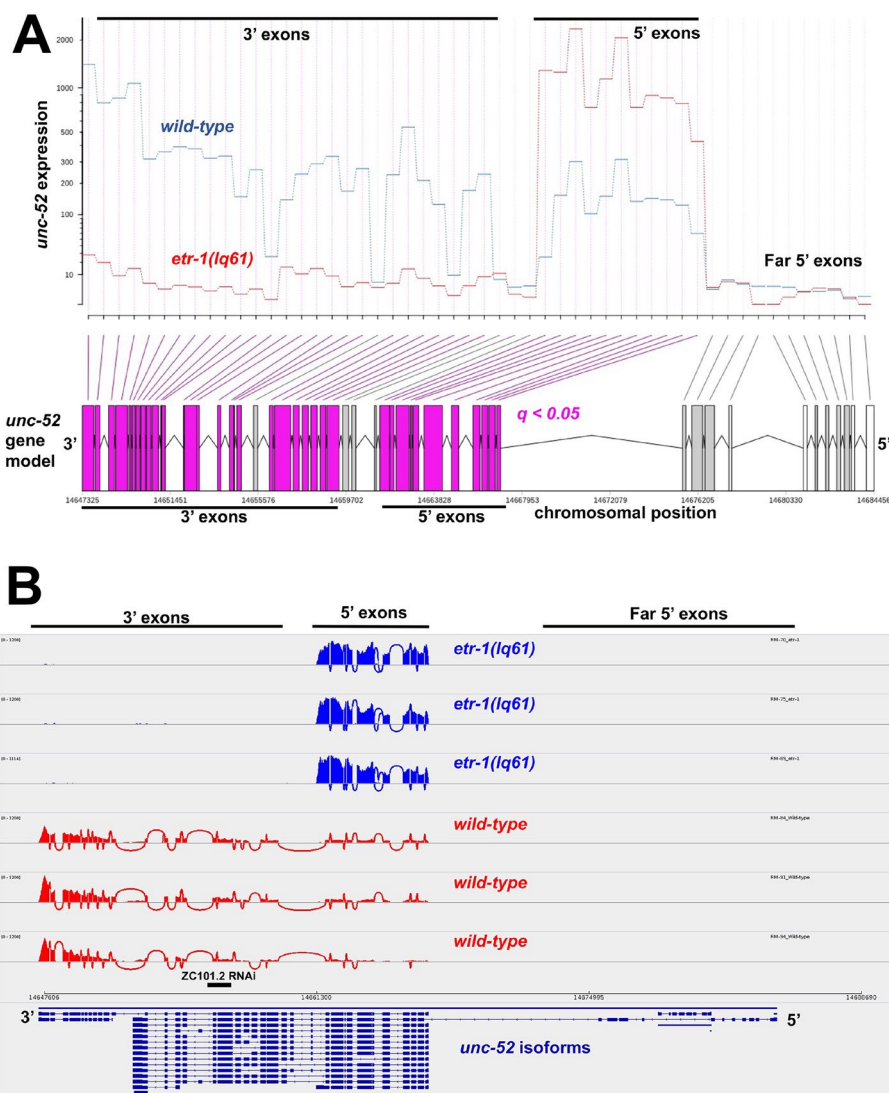 A
3’ exons
5’ exons
2000
1000
500
300
200
100
10
unc-52 expression
wild-type
etr-1(lq61)
Far 5’ exons
q < 0.05
unc-52
gene
model
3’
5’
14647325 14651451 14655576 14659702 14663828 14667953 14672079 14676205 14680330 14684456
3’ exons
5’ exons
chromosomal position
B
3’ exons
5’ exons
Far 5’ exons
etr-1(lq61)
etr-1(lq61)
etr-1(lq61)
wild-type
wild-type
wild-type
ZC101.2 RNAi
14647606 14661300 14674995
3’
5’
unc-52 isoforms